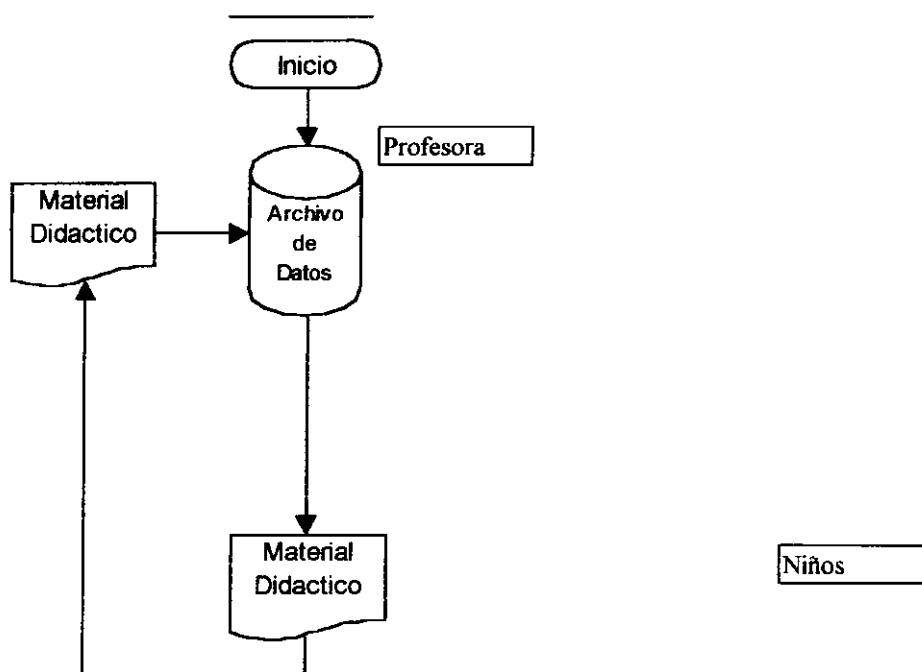 Inicio
Profesora
Material
Didactico
Archivo
de
Datos
Material
Didactico
Niños